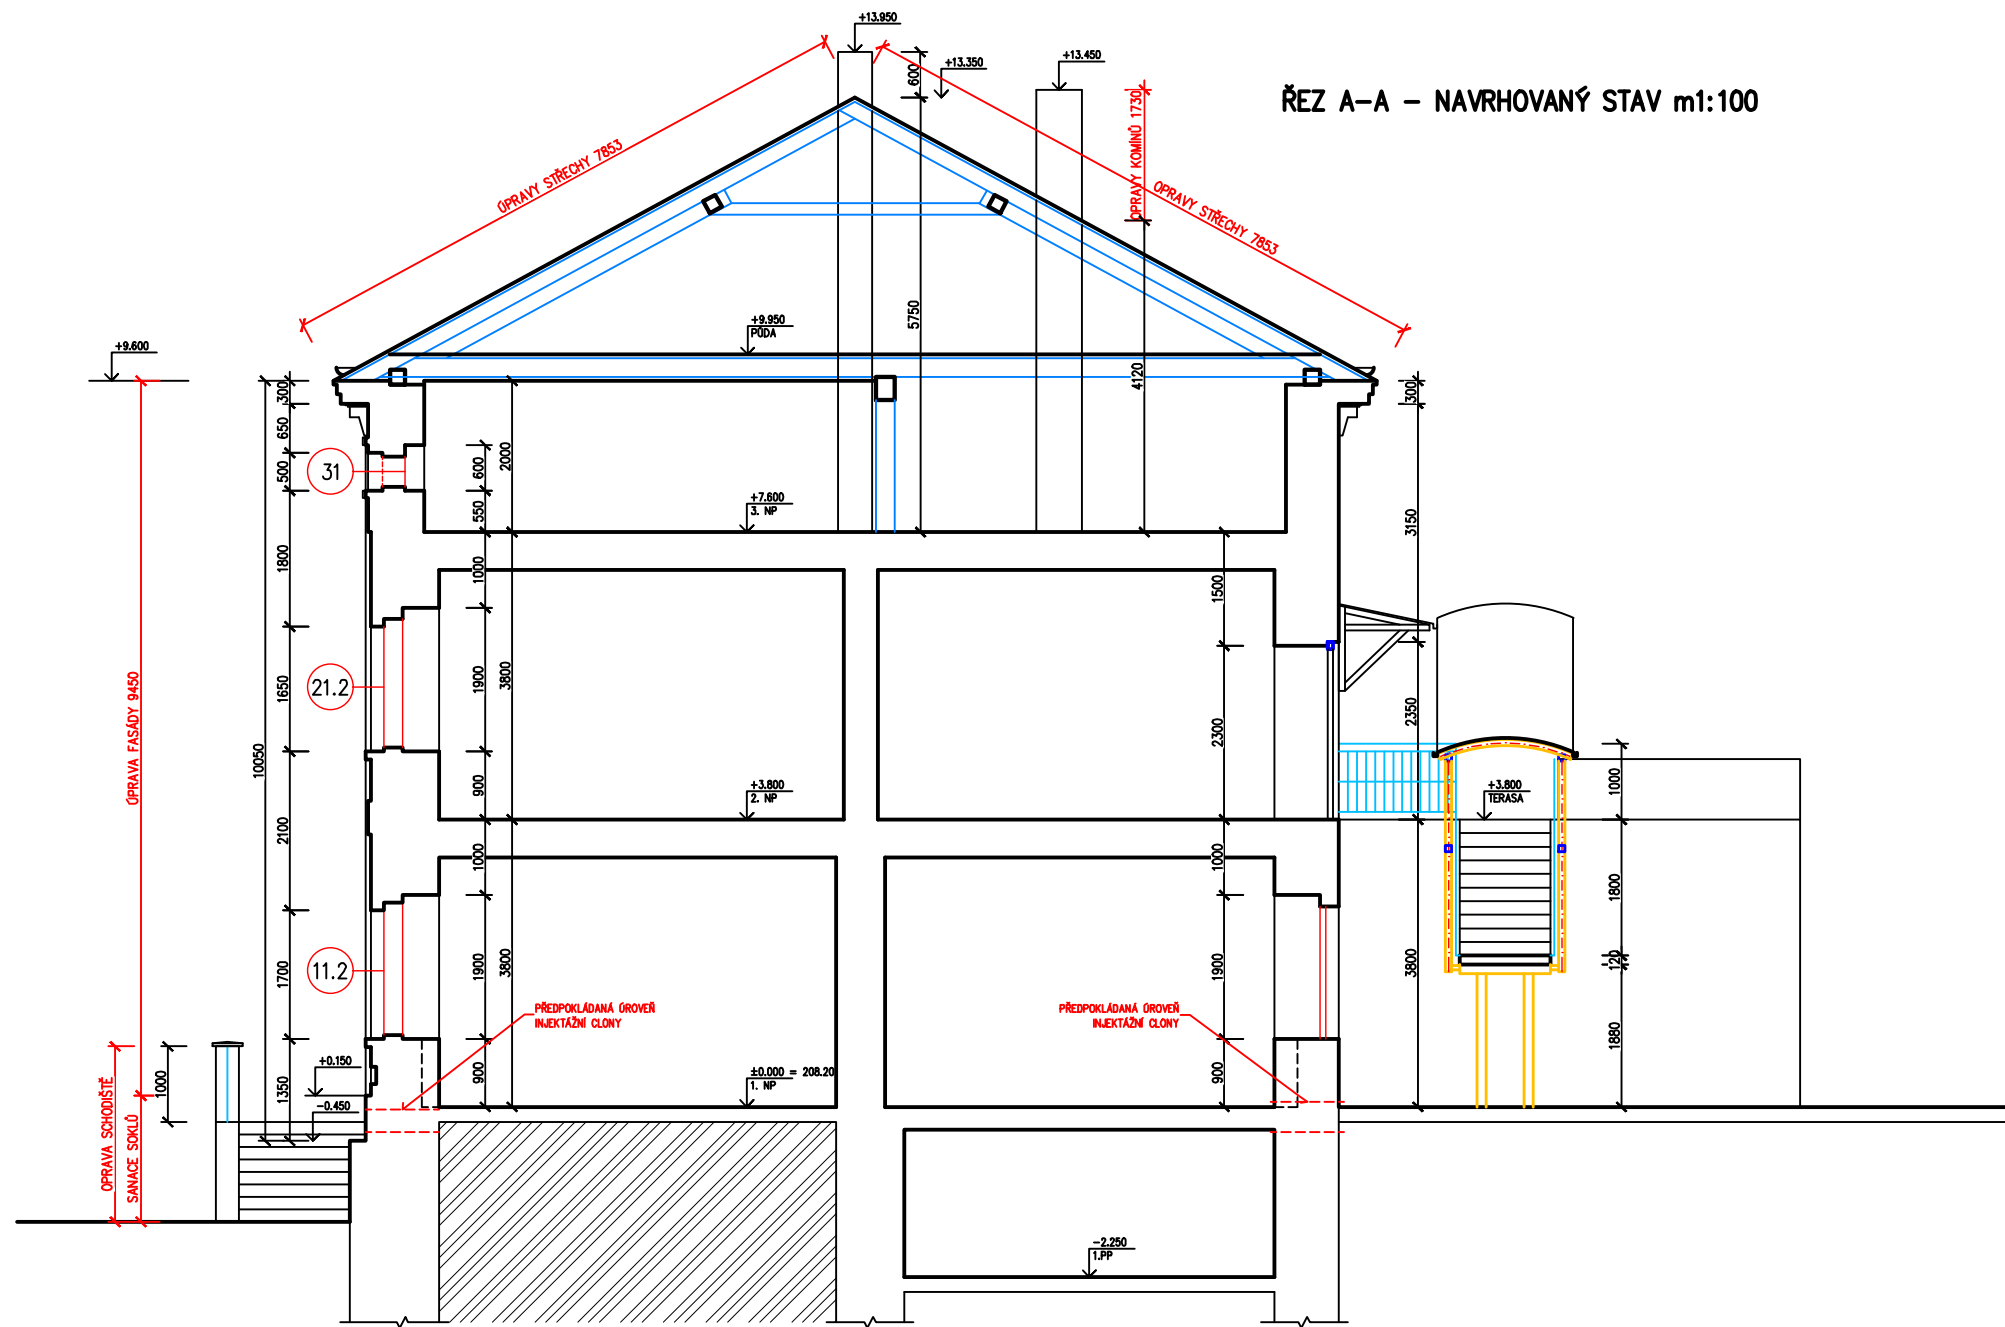 ŘEZ A-A - NAVRHOVANÝ STAV m1:100
+13.950
+13.350
+13.450
600
OPRAVY KOMÍNŮ 1730
ÚPRAVY STŘECHY 7853
OPRAVY STŘECHY 7853
5750
4120
+9.950
PŮDA
+9.600
300
650
500
1800
1650
2100
1700
1350
10050
ÚPRAVA FASÁDY 9450
31
21.2
11.2
600
550
2000
+7.600
3. NP
1000
1900
900
3800
+3.800
2. NP
1000
1900
900
3800
±0.000 = 208.20
1. NP
1500
2300
1000
1900
900
300
3150
2350
3800
+3.800
TERASA
1000
1800
120
1880
PŘEDPOKLÁDANÁ ÚROVEŇ
INJEKTÁŽNÍ CLONY
PŘEDPOKLÁDANÁ ÚROVEŇ
INJEKTÁŽNÍ CLONY
+0.150
-0.450
1000
OPRAVA SCHODIŠTĚ
SANACE SOKLŮ
-2.250
1.PP